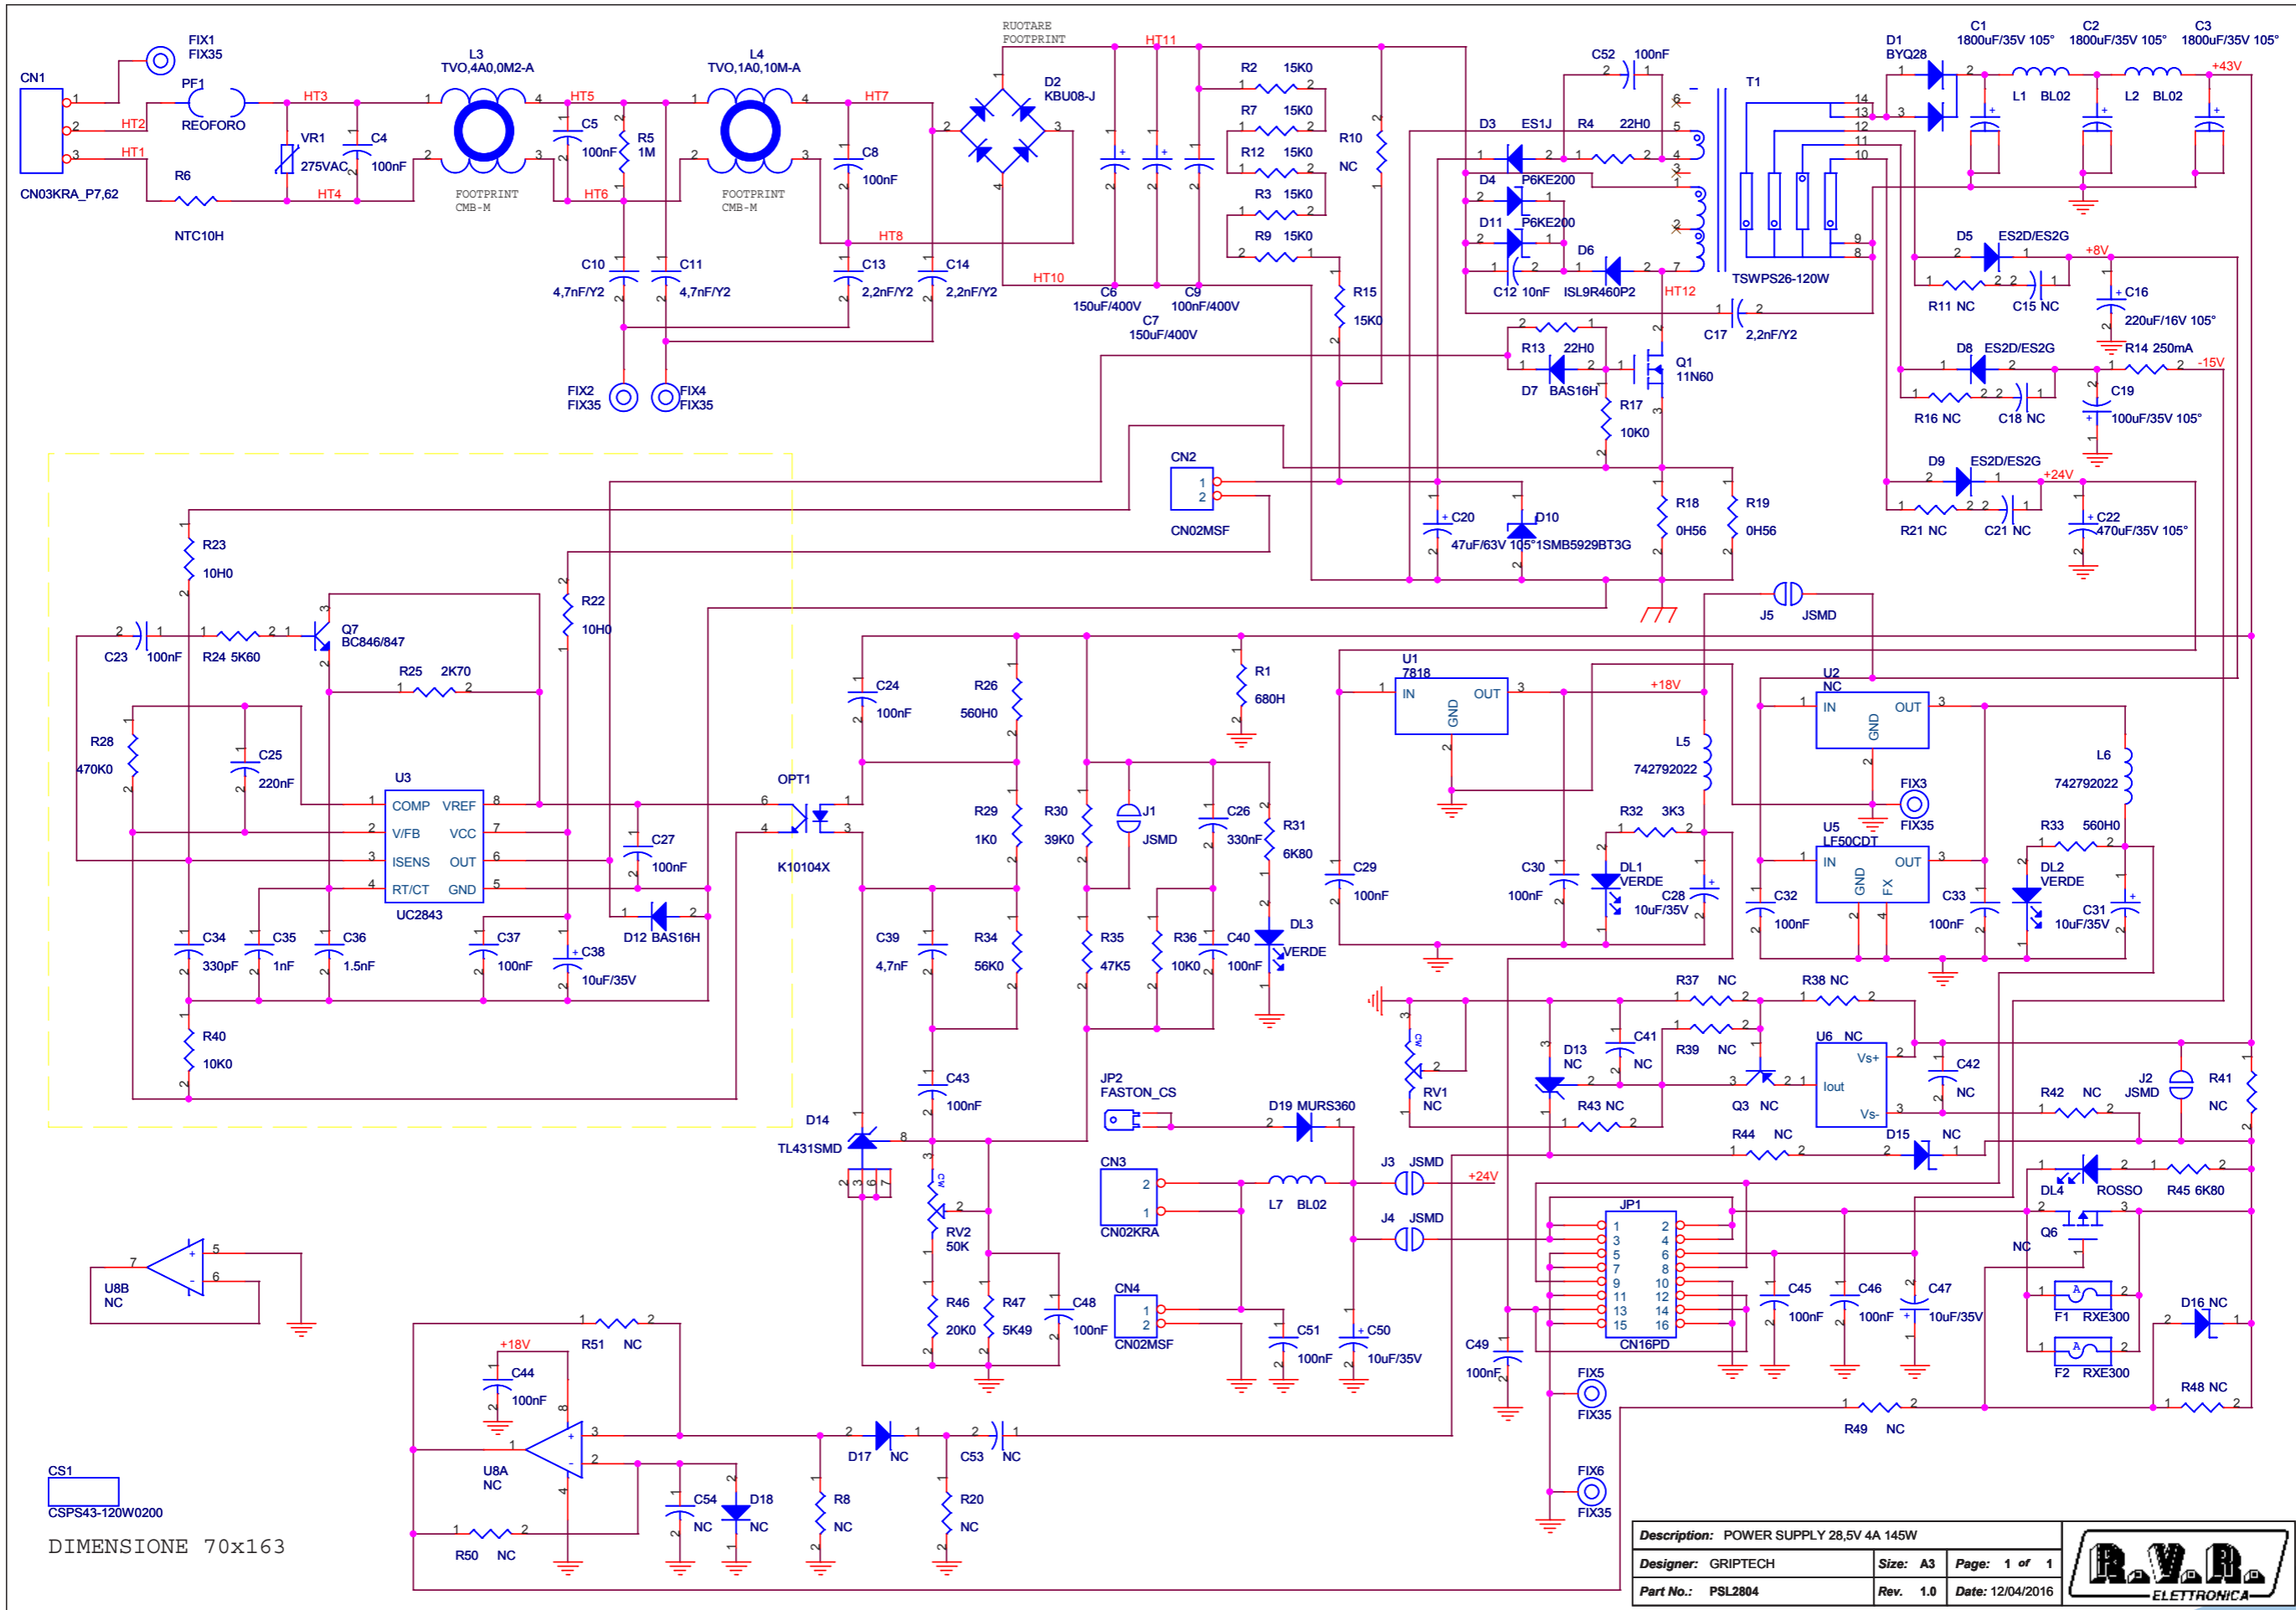 RUOTARE
FOOTPRINT
FIX1
FIX35
CN1
PF1
REOFORO
HT3
HT2
HT1
HT4
R6
NTC10H
CN03KRA_P7,62
VR1
275VAC
C4
100nF
L3
TVO,4A0,0M2-A
FOOTPRINT
CMB-M
HT5
HT6
C5
100nF
R5
1M
L4
TVO,1A0,10M-A
FOOTPRINT
CMB-M
HT7
HT8
C8
100nF
D2
KBU08-J
HT11
HT10
C10
4,7nF/Y2
C11
4,7nF/Y2
C13
2,2nF/Y2
C14
2,2nF/Y2
FIX2
FIX35
FIX4
FIX35
C6
150uF/400V
C7
150uF/400V
C9
100nF/400V
R2 15K0
R7 15K0
R12 15K0
R3 15K0
R9 15K0
R10
NC
R15
15K0
C52 100nF
D3 ES1J
R4 22H0
D4 P6KE200
D11 P6KE200
D6
ISL9R460P2
C12 10nF
HT12
T1
TSWPS26-120W
C17 2,2nF/Y2
R13 22H0
D7 BAS16H
Q1
11N60
R17
10K0
R18
0H56
R19
0H56
D1
BYQ28
C1
1800uF/35V 105°
C2
1800uF/35V 105°
C3
1800uF/35V 105°
+43V
L1 BL02
L2 BL02
D5 ES2D/ES2G
+8V
R11 NC
C15 NC
C16
220uF/16V 105°
D8 ES2D/ES2G
R14 250mA
-15V
R16 NC
C18 NC
C19
100uF/35V 105°
D9 ES2D/ES2G
+24V
R21 NC
C21 NC
C22
470uF/35V 105°
CN2
1
2
CN02MSF
C20
47uF/63V 105°
D10
1SMB5929BT3G
J5 JSMD
R23
10H0
R22
10H0
Q7
BC846/847
C23 100nF
R24 5K60
R25 2K70
R28
470K0
C25
220nF
U3
COMP VREF
V/FB VCC
ISENS OUT
RT/CT GND
UC2843
C27
100nF
D12 BAS16H
C34
330pF
C35
1nF
C36
1.5nF
C37
100nF
C38
10uF/35V
R40
10K0
OPT1
K10104X
C24
100nF
R26
560H0
R1
680H
R29
1K0
R30
39K0
J1
JSMD
C26
330nF
R31
6K80
C39
4,7nF
R34
56K0
R35
47K5
R36
10K0
C40
100nF
DL3
VERDE
C43
100nF
D14
TL431SMD
RV2
50K
CW
R46
20K0
R47
5K49
C48
100nF
U1
7818
IN OUT
GND
+18V
U2
NC
IN OUT
GND
L5
742792022
L6
742792022
R32 3K3
R33
560H0
FIX3
FIX35
U5
LF50CDT
IN OUT
GND
FX
C29
100nF
C30
100nF
DL1
VERDE
C28
10uF/35V
C32
100nF
C33
100nF
DL2
VERDE
C31
10uF/35V
R37 NC
R38 NC
R39 NC
C41
NC
D13
NC
CW
RV1
NC
R43 NC
Q3 NC
U6 NC
Vs+
Iout
Vs-
C42
NC
R42 NC
J2
JSMD
R41
NC
R44 NC
D15 NC
JP2
FASTON_CS
D19 MURS360
CN3
2
1
CN02KRA
L7 BL02
J3 JSMD
+24V
J4 JSMD
CN4
1
2
CN02MSF
C51
100nF
C50
10uF/35V
JP1
1 2
3 4
5 6
7 8
9 10
11 12
13 14
15 16
CN16PD
C49
100nF
C45
100nF
C46
100nF
C47
10uF/35V
DL4 ROSSO
R45 6K80
Q6
NC
F1 RXE300
F2 RXE300
D16 NC
R48 NC
R49 NC
FIX5
FIX35
FIX6
FIX35
U8B
NC
R51 NC
+18V
C44
100nF
U8A
NC
R50 NC
C54
NC
D18
NC
D17 NC
C53 NC
R8
NC
R20
NC
CS1
CSPS43-120W0200
DIMENSIONE 70x163
Description: POWER SUPPLY 28,5V 4A 145W
Designer: GRIPTECH Size: A3 Page: 1 of 1
Part No.: PSL2804 Rev. 1.0 Date: 12/04/2016
R.V.R.
ELETTRONICA